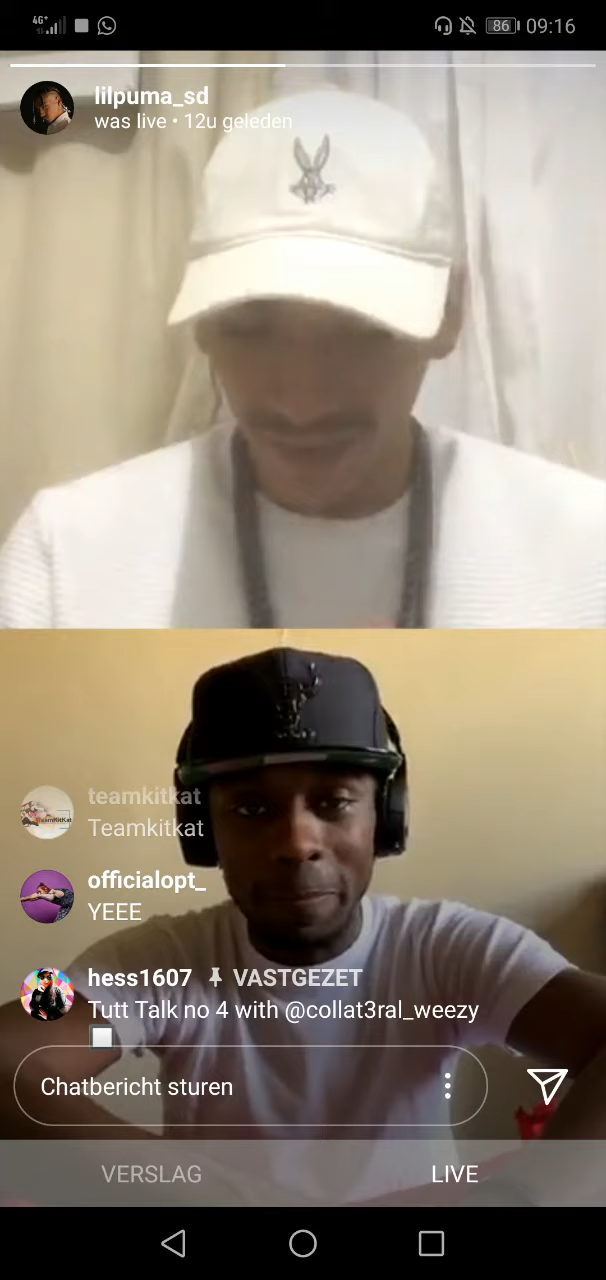 4G+
86
09:16
lilpuma_sd
was live • 12u geleden
teamkitkat
Teamkitkat
officialopt_
YEEE
hess1607 VASTGEZET
Tutt Talk no 4 with @collat3ral_weezy
Chatbericht sturen
VERSLAG
LIVE